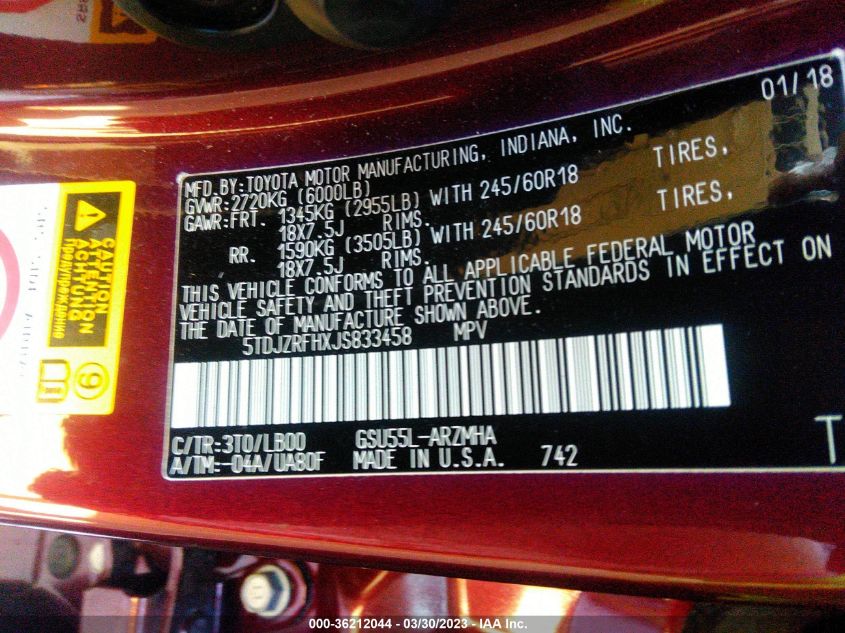 01/18
MFD.BY:TOYOTA MOTOR MANUFACTURING, INDIANA, INC.
GVWR:2720KG (6000LB)
GAWR:FRT. 1345KG (2955LB) WITH 245/60R18 TIRES,
18X7.5J RIMS.
RR. 1590KG (3505LB) WITH 245/60R18 TIRES,
18X7.5J RIMS.
THIS VEHICLE CONFORMS TO ALL APPLICABLE FEDERAL MOTOR
VEHICLE SAFETY AND THEFT PREVENTION STANDARDS IN EFFECT ON
THE DATE OF MANUFACTURE SHOWN ABOVE.
5TDJZRFHXJS833458 MPV
C/TR:3T0/LB00 GSU55L-ARZMHA
A/TM:-04A/UA80F MADE IN U.S.A. 742
T
CAUTION
ATTENTION
ACHTUNG
Предупреждение
9
000-36212044 — 03/30/2023 — IAA Inc.